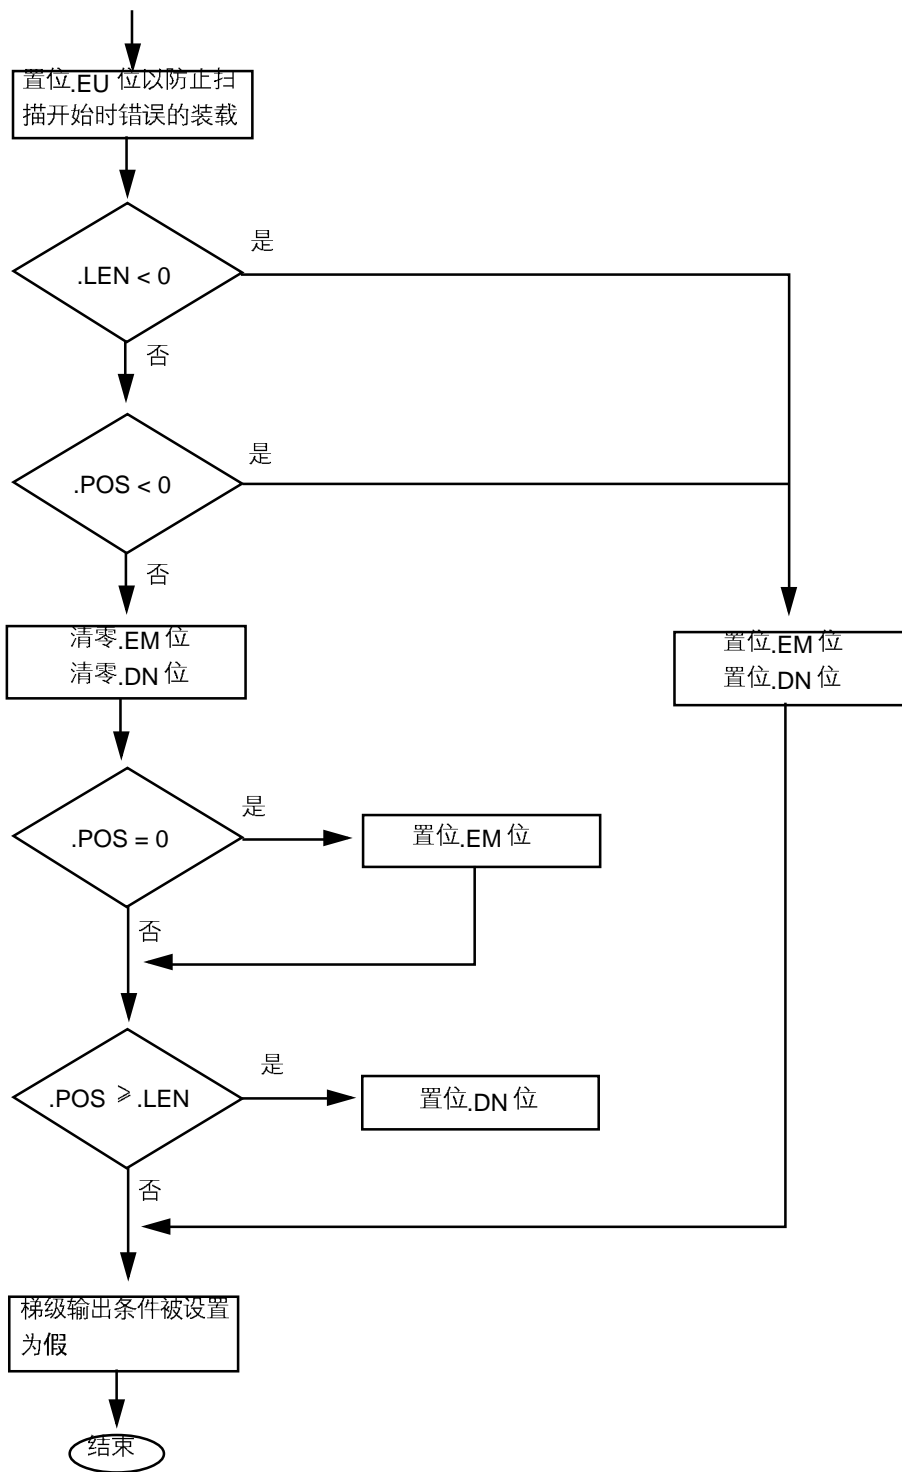 置位.EU 位以防止扫
描开始时错误的装载
是
.LEN < 0
否
是
.POS < 0
否
清零.EM 位
清零.DN 位
置位.EM 位
置位.DN 位
是
.POS = 0
置位.EM 位
否
是
.POS ⩾ .LEN
置位.DN 位
否
梯级输出条件被设置
为假
结束